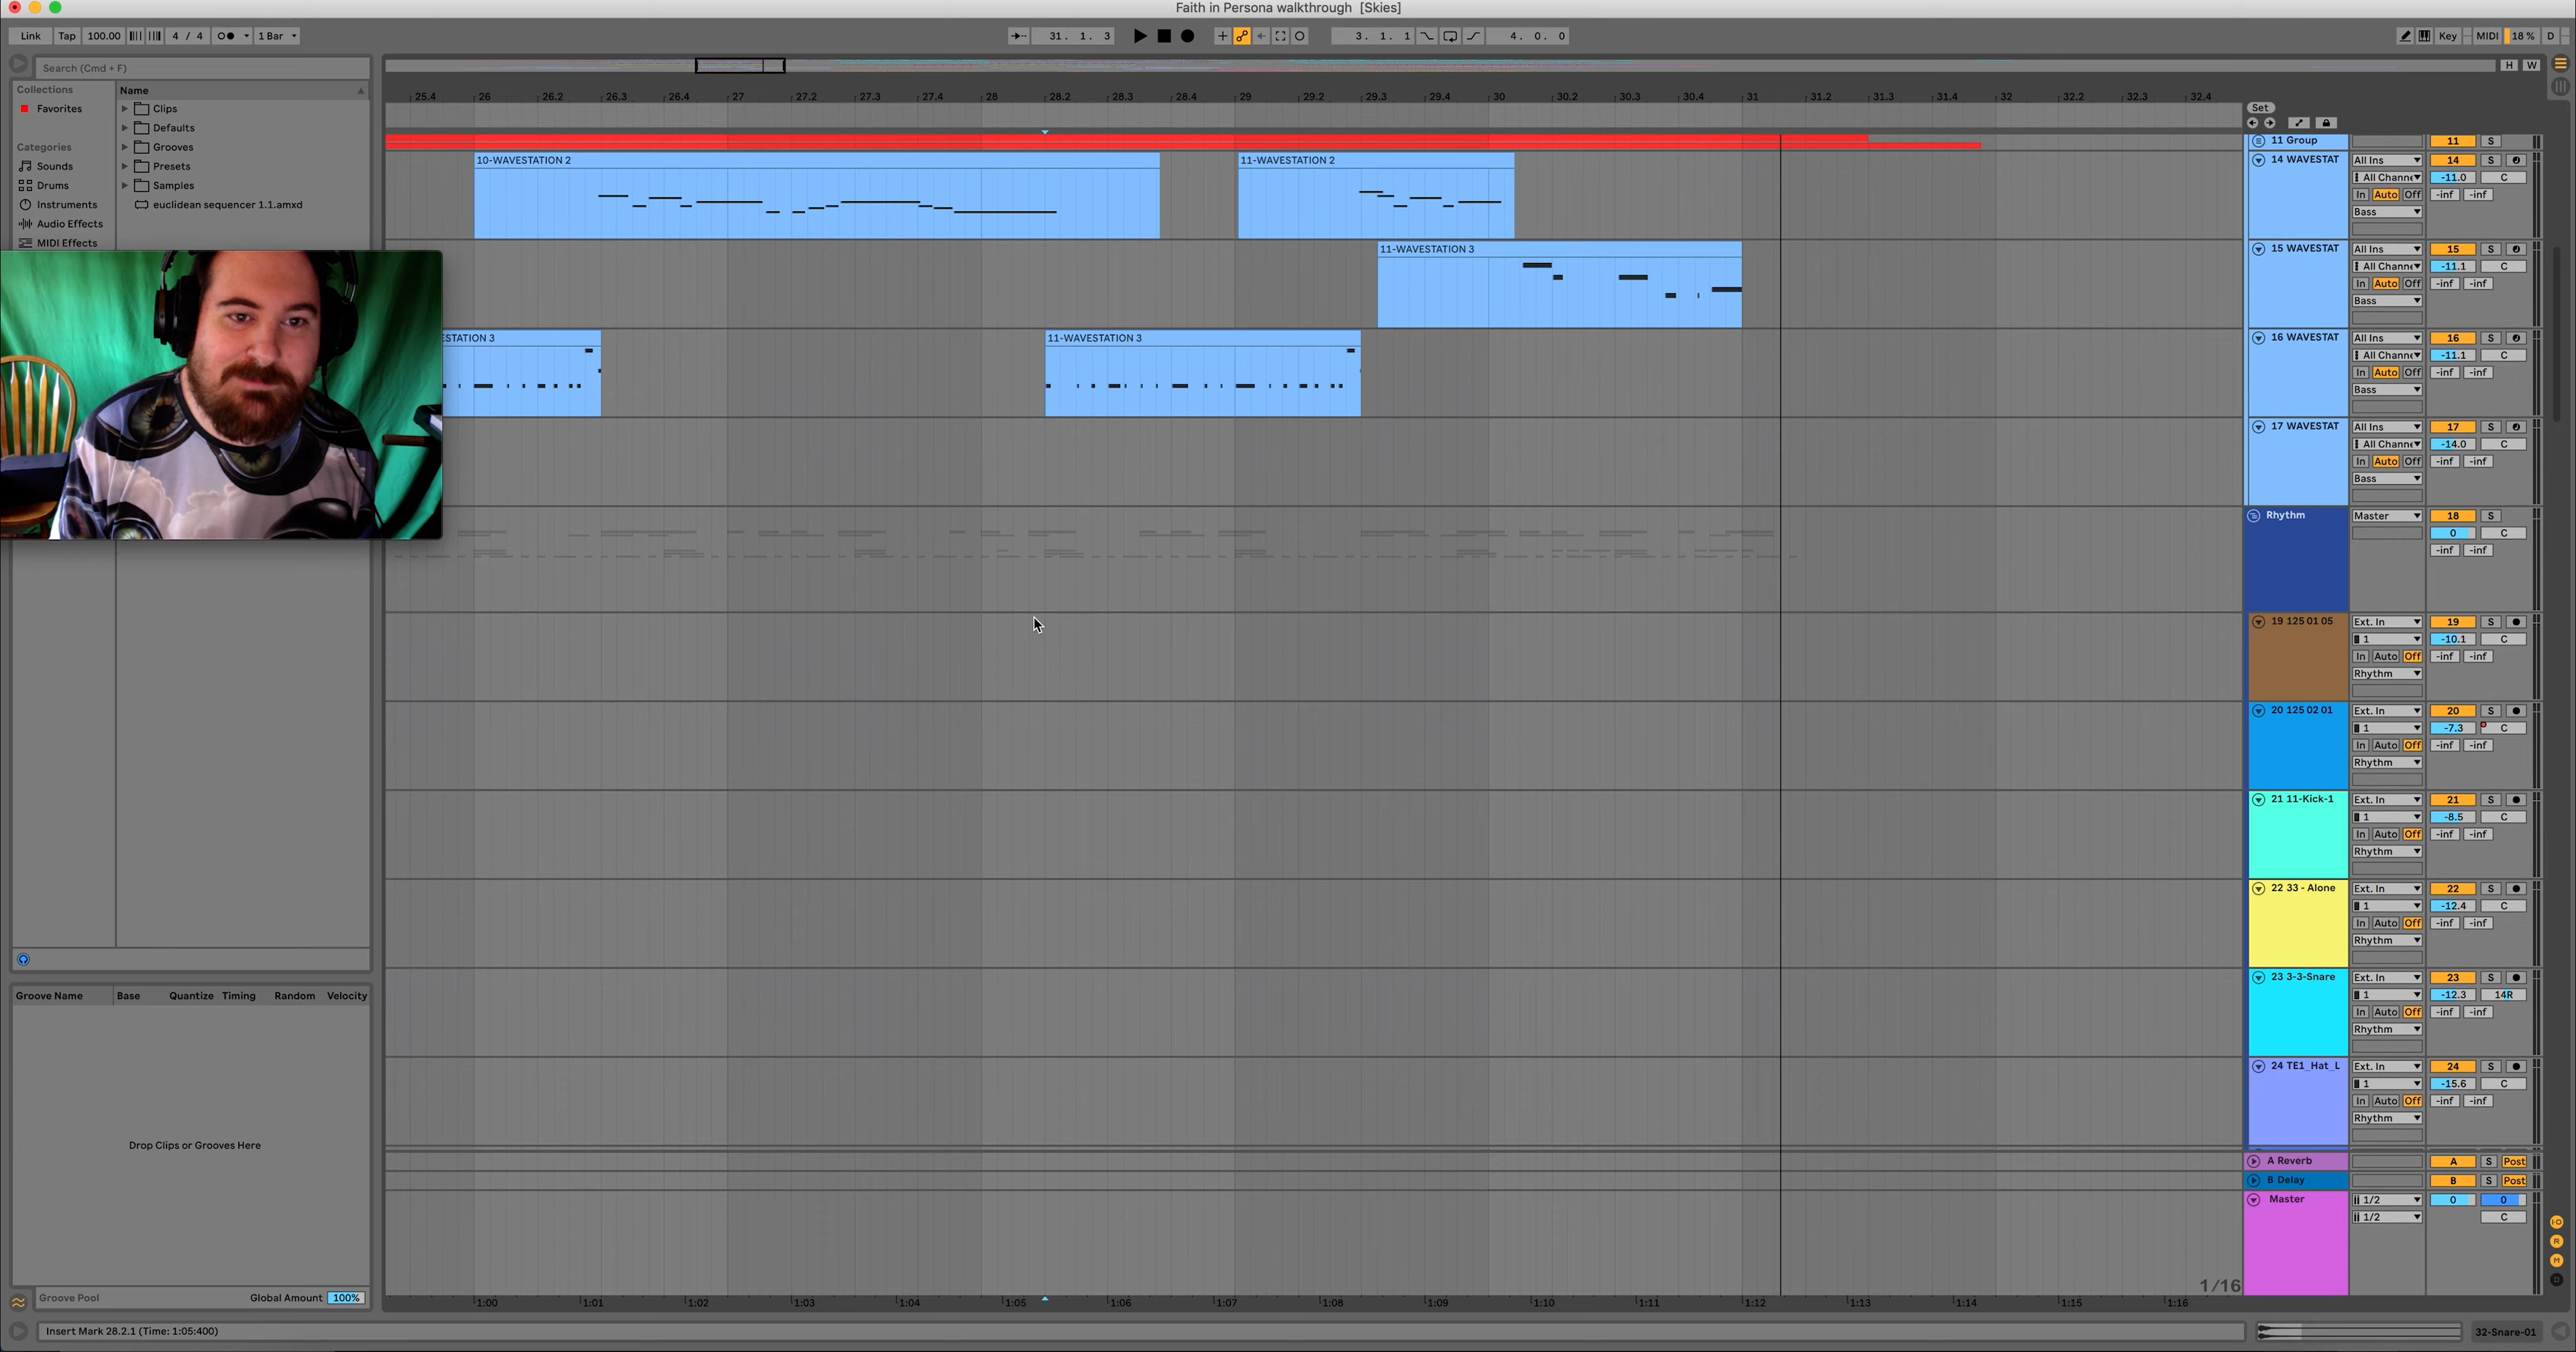 Faith in Persona walkthrough [Skies]
Link Tap 100.00 4 / 4 1 Bar 31. 1. 3 3. 1. 1 4. 0. 0 Key MIDI 18 % D
Search (Cmd + F)
H W
Collections
Favorites
Categories
Sounds
Drums
Instruments
Audio Effects
MIDI Effects
Name
Clips
Defaults
Grooves
Presets
Samples
euclidean sequencer 1.1.amxd
25.4 26 26.2 26.3 26.4 27 27.2 27.3 27.4 28 28.2 28.3 28.4 29 29.2 29.3 29.4 30 30.2 30.3 30.4 31 31.2 31.3 31.4 32 32.2 32.3 32.4
Set
10-WAVESTATION 2
11-WAVESTATION 2
11-WAVESTATION 3
ESTATION 3
11-WAVESTATION 3
11 Group 11 S
14 WAVESTAT All Ins 14 S
All Channe -11.0 C
In Auto Off -inf -inf
Bass
15 WAVESTAT All Ins 15 S
All Channe -11.1 C
In Auto Off -inf -inf
Bass
16 WAVESTAT All Ins 16 S
All Channe -11.1 C
In Auto Off -inf -inf
Bass
17 WAVESTAT All Ins 17 S
All Channe -14.0 C
In Auto Off -inf -inf
Bass
Rhythm Master 18 S
0 C
-inf -inf
19 125 01 05 Ext. In 19 S
1 -10.1 C
In Auto Off -inf -inf
Rhythm
20 125 02 01 Ext. In 20 S
1 -7.3 C
In Auto Off -inf -inf
Rhythm
21 11-Kick-1 Ext. In 21 S
1 -8.5 C
In Auto Off -inf -inf
Rhythm
22 33 - Alone Ext. In 22 S
1 -12.4 C
In Auto Off -inf -inf
Rhythm
23 3-3-Snare Ext. In 23 S
1 -12.3 14R
In Auto Off -inf -inf
Rhythm
24 TE1_Hat_L Ext. In 24 S
1 -15.6 C
In Auto Off -inf -inf
Rhythm
A Reverb A S Post
B Delay B S Post
Master 1/2 0 0
1/2 C
1/16
Groove Name Base Quantize Timing Random Velocity
Drop Clips or Grooves Here
Groove Pool Global Amount 100%
1:00 1:01 1:02 1:03 1:04 1:05 1:06 1:07 1:08 1:09 1:10 1:11 1:12 1:13 1:14 1:15 1:16
I·O
R
M
D
Insert Mark 28.2.1 (Time: 1:05:400)
32-Snare-01